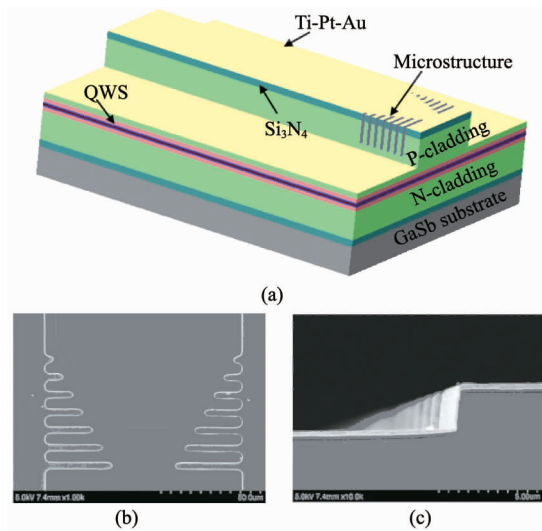 Ti-Pt-Au
Microstructure
QWS
Si₃N₄
P-cladding
N-cladding
GaSb substrate
(a)
5.0kV 7.4mm x1.00k
50.0um
5.0kV 7.4mm x10.0k
5.00um
(b)
(c)